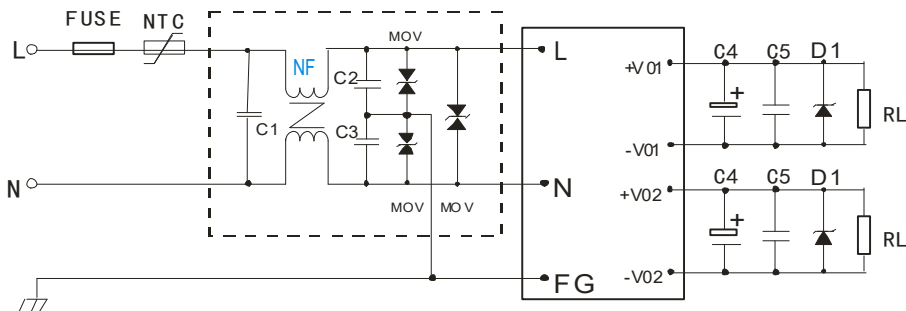 FUSE NTC
MOV
L
NF
C2
C1
C3
L
N
MOV MOV
N
FG
+V01
-V01
+V02
-V02
C4 C5 D1
+
RL
C4 C5 D1
+
RL